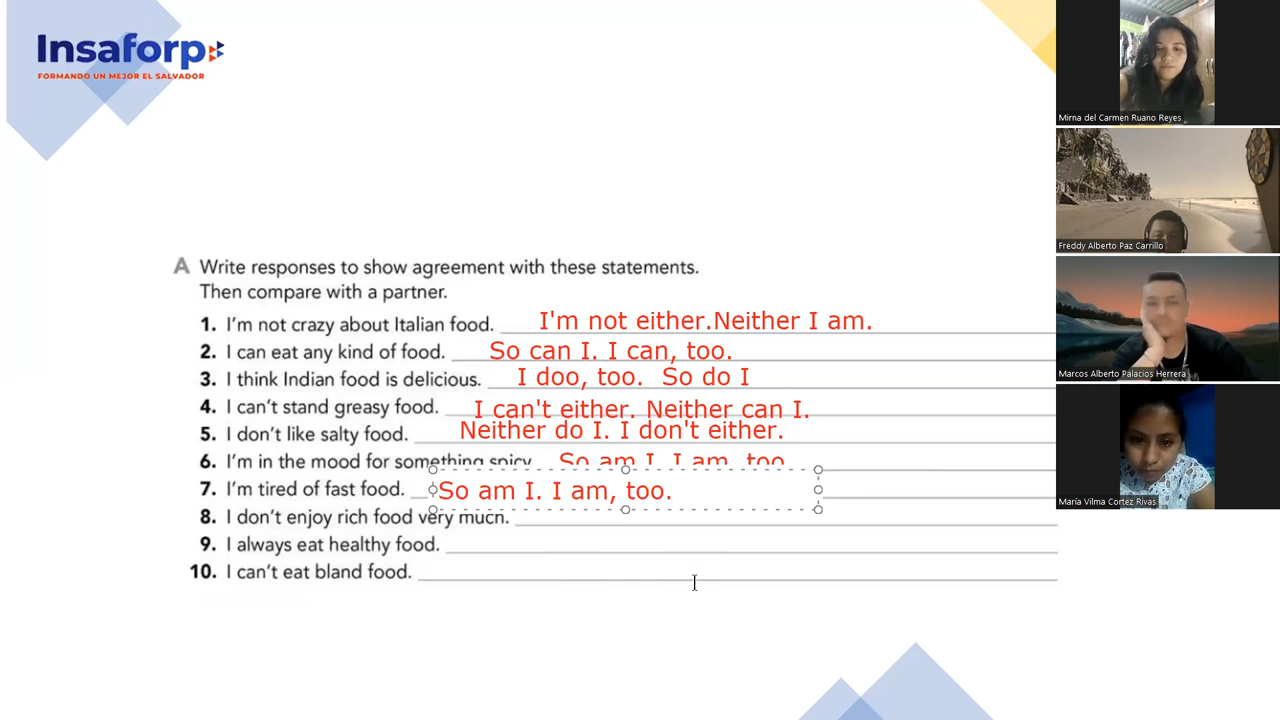 Insaforp
FORMANDO UN MEJOR EL SALVADOR
A Write responses to show agreement with these statements.
Then compare with a partner.
1. I'm not crazy about Italian food. I'm not either.Neither I am.
2. I can eat any kind of food. So can I. I can, too.
3. I think Indian food is delicious. I doo, too. So do I
4. I can't stand greasy food. I can't either. Neither can I.
5. I don't like salty food. Neither do I. I don't either.
6. I'm in the mood for something spicy. So am I. I am, too
7. I'm tired of fast food. So am I. I am, too.
8. I don't enjoy rich food very much.
9. I always eat healthy food.
10. I can't eat bland food.
Mirna del Carmen Ruano Reyes
Freddy Alberto Paz Carrillo
Marcos Alberto Palacios Herrera
María Vilma Cortez Rivas